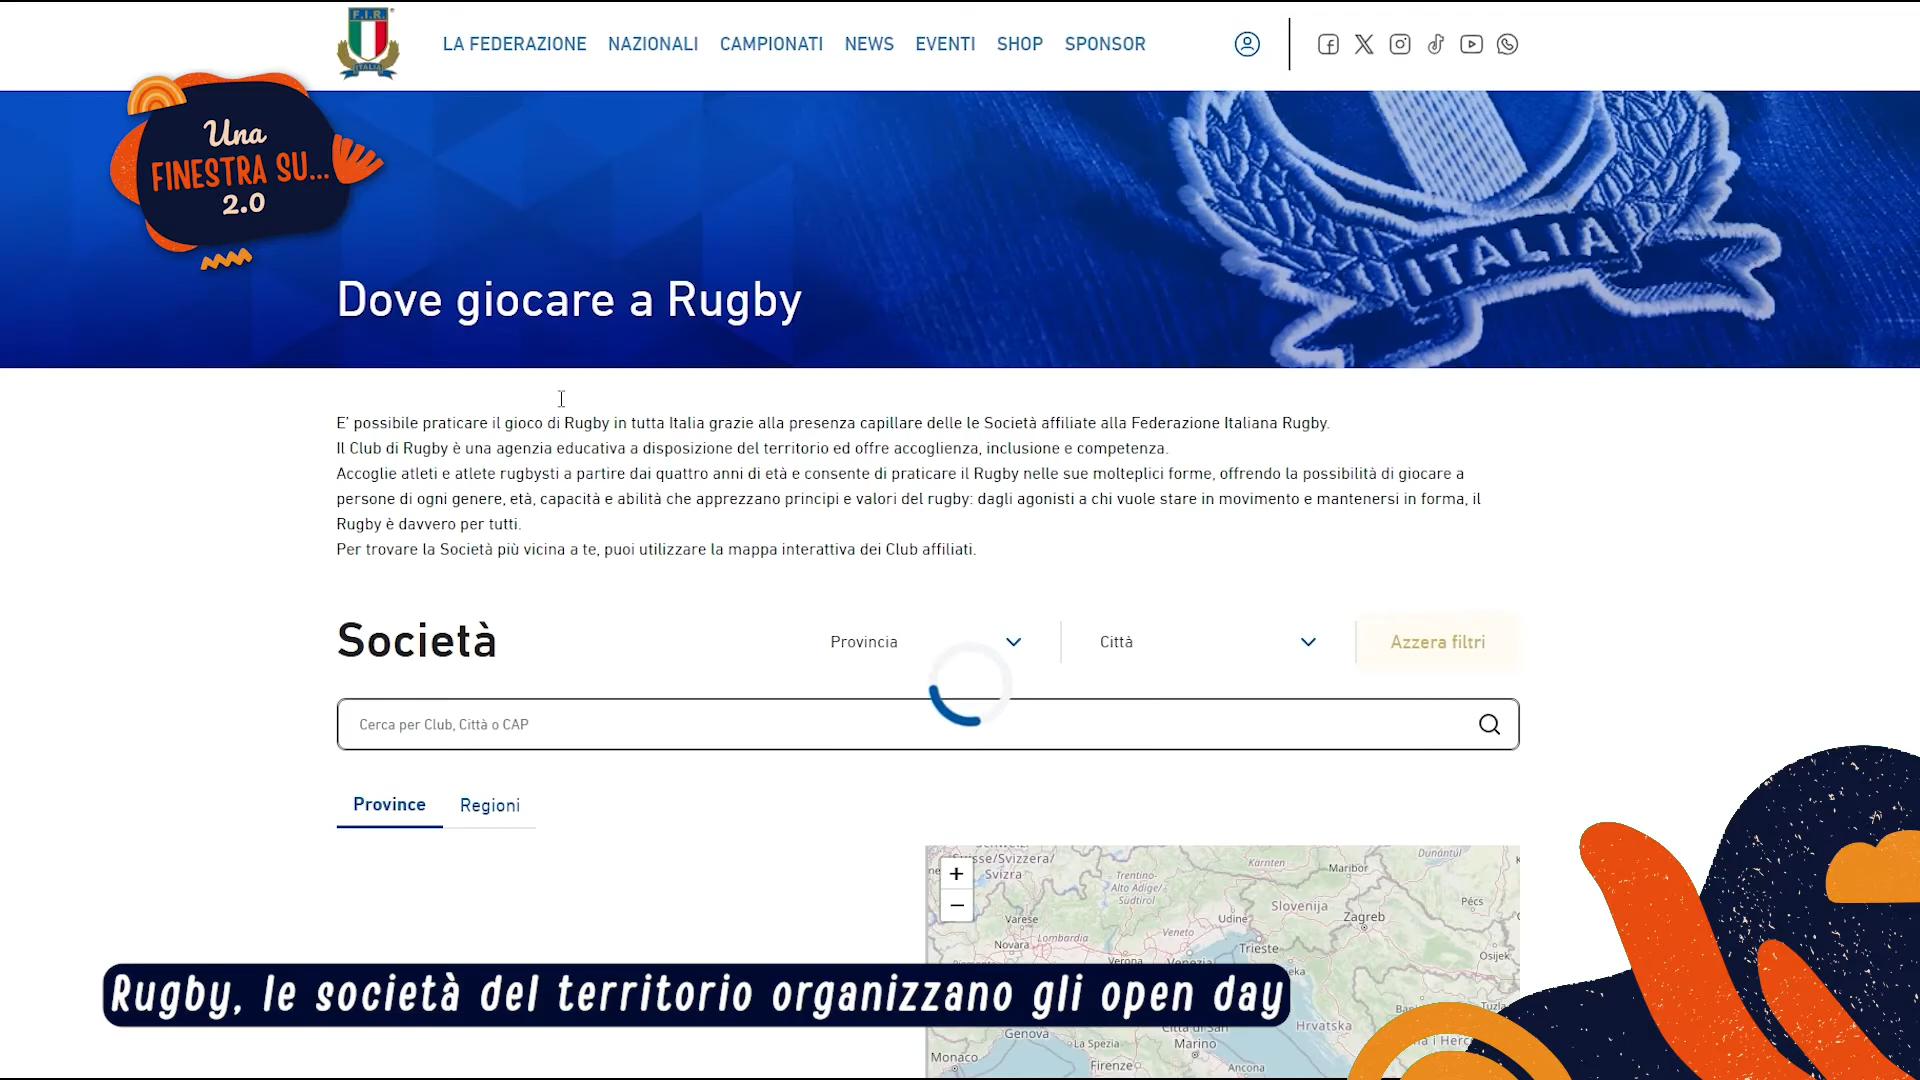 F.I.R.
ITALIA
LA FEDERAZIONE NAZIONALI CAMPIONATI NEWS EVENTI SHOP SPONSOR
Una
FINESTRA SU...
2.0
ITALIA
Dove giocare a Rugby
E' possibile praticare il gioco di Rugby in tutta Italia grazie alla presenza capillare delle le Società affiliate alla Federazione Italiana Rugby.
Il Club di Rugby è una agenzia educativa a disposizione del territorio ed offre accoglienza, inclusione e competenza.
Accoglie atleti e atlete rugbysti a partire dai quattro anni di età e consente di praticare il Rugby nelle sue molteplici forme, offrendo la possibilità di giocare a
persone di ogni genere, età, capacità e abilità che apprezzano principi e valori del rugby: dagli agonisti a chi vuole stare in movimento e mantenersi in forma, il
Rugby è davvero per tutti.
Per trovare la Società più vicina a te, puoi utilizzare la mappa interattiva dei Club affiliati.
Società
Provincia
Città
Azzera filtri
Cerca per Club, Città o CAP
Province Regioni
+
−
Suisse/Svizzera/
Svizra
Trentino-
Alto Adige/
Südtirol
Kärnten
Maribor
Dunántúl
Slovenija
Pécs
Varese
Udine
Zagreb
Novara
Lombardia
Veneto
Trieste
Verona
Venezia
Osijek
Rugby, le società del territorio organizzano gli open day
Genova
Città di San
Marino
Hrvatska
Tuzla
La Spezia
Monaco
Firenze
Ancona